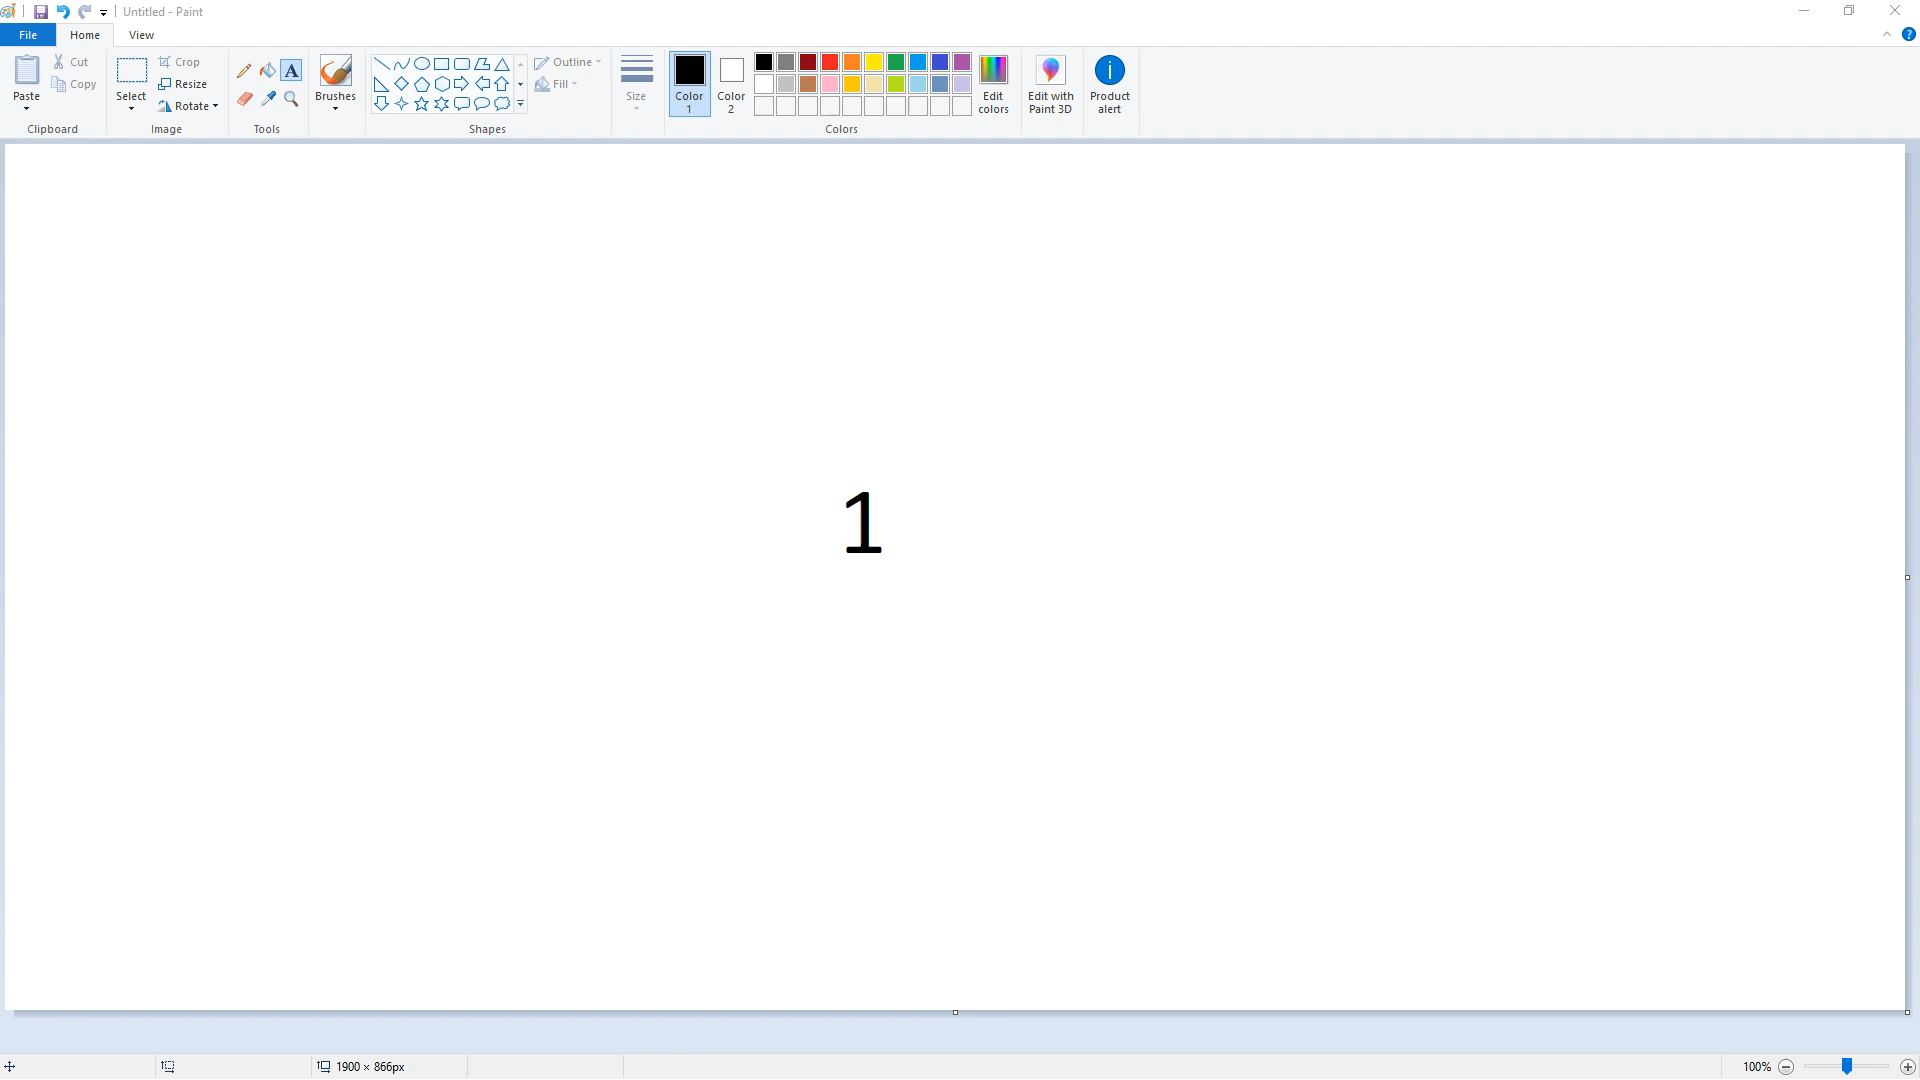 Untitled - Paint
File Home View
Paste
Cut
Copy
Clipboard
Select
Crop
Resize
Rotate
Image
A
Tools
Brushes
Shapes
Outline
Fill
Size
Color 1
Color 2
Colors
Edit colors
Edit with Paint 3D
Product alert
1
1900 × 866px
100%